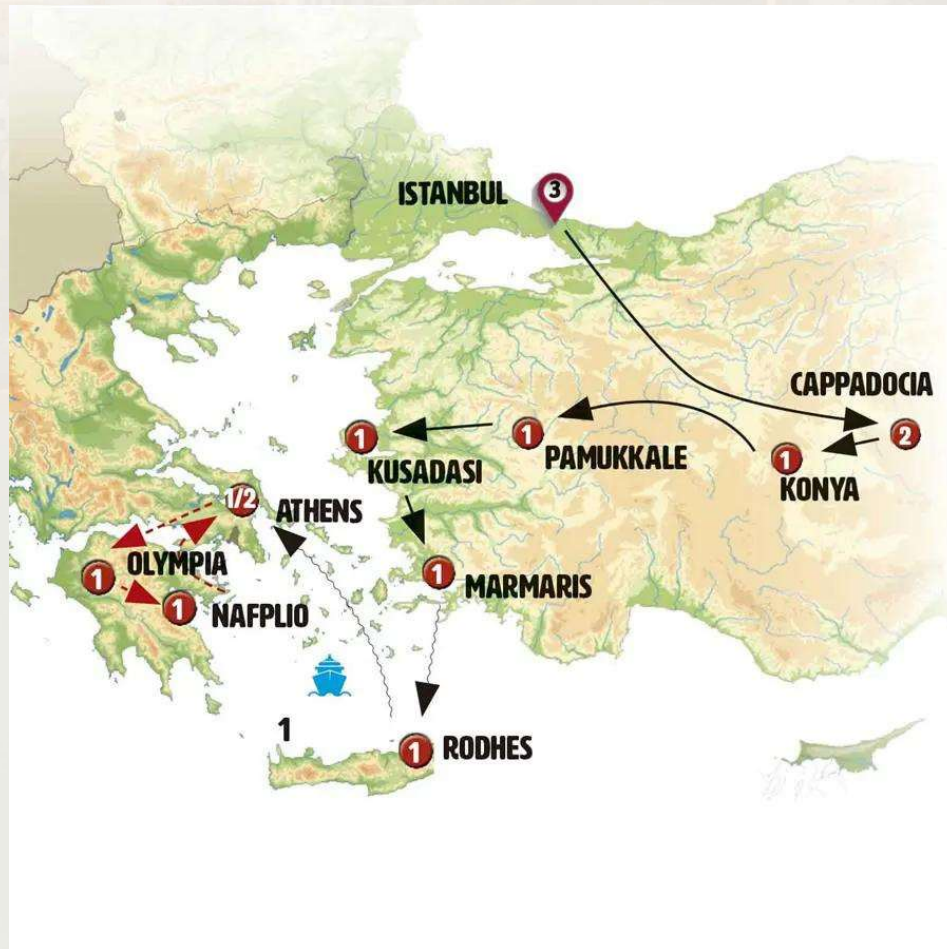 ISTANBUL
3
CAPPADOCIA
2
1
KONYA
1
PAMUKKALE
1
KUSADASI
1/2
ATHENS
1
MARMARIS
OLYMPIA
1
1
NAFPLIO
1
1
RODHES